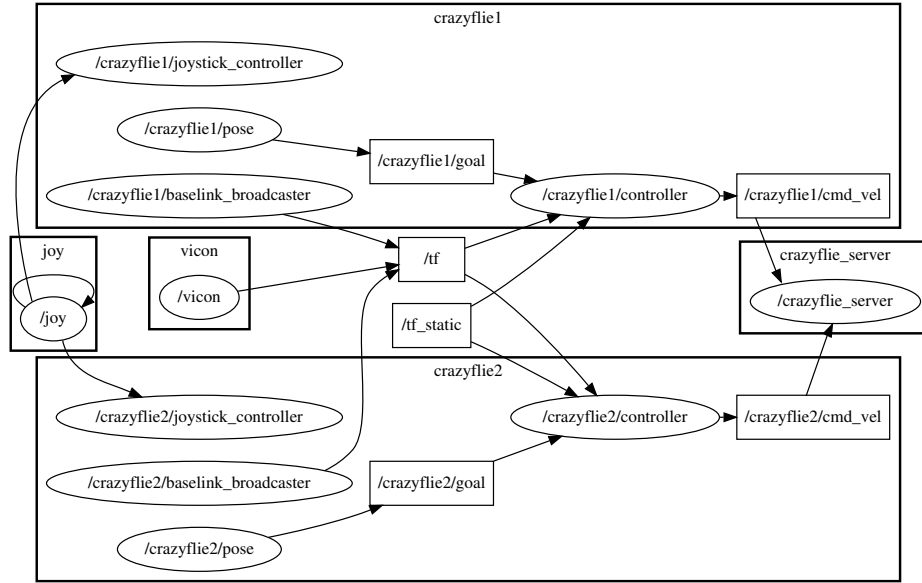 crazyflie1
/crazyflie1/joystick_controller
/crazyflie1/pose
/crazyflie1/goal
/crazyflie1/baselink_broadcaster
/crazyflie1/controller
/crazyflie1/cmd_vel
joy
/joy
vicon
/vicon
/tf
/tf_static
crazyflie_server
/crazyflie_server
crazyflie2
/crazyflie2/joystick_controller
/crazyflie2/controller
/crazyflie2/cmd_vel
/crazyflie2/baselink_broadcaster
/crazyflie2/goal
/crazyflie2/pose